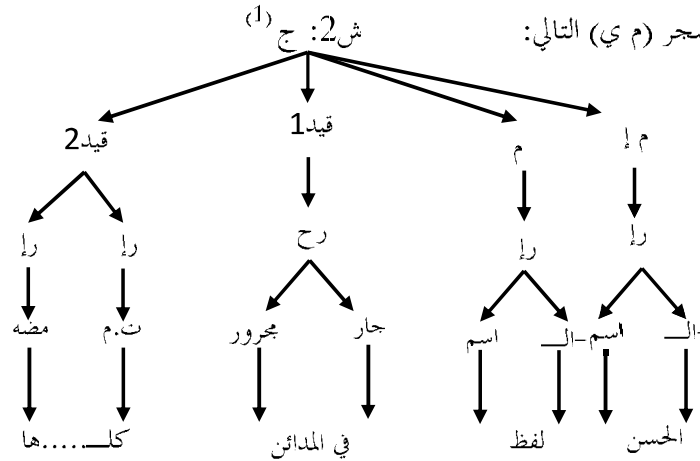 سجر (م ي) التالي: ش2: ج (1)
م إ م قيد1 قيد2
رإ رإ رح رإ رإ
-الـ اسم -الـ اسم جار مجرور ت.م مضه
الحسن لفظ في المدائن كلـ.....ها